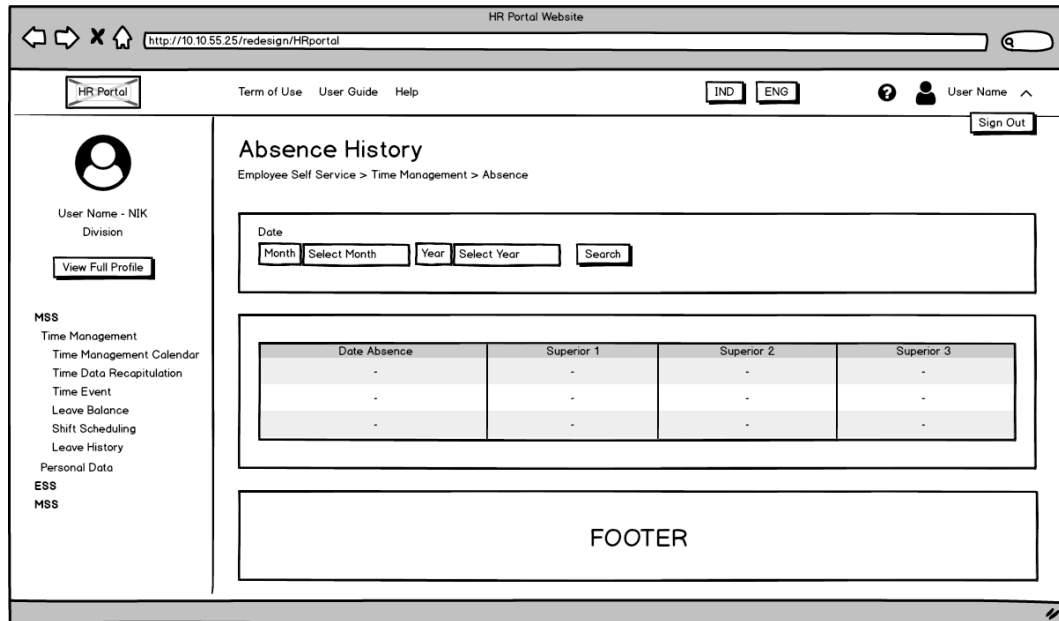 HR Portal Website
http://10.10.55.25/redesign/HRportal
HR Portal
Term of Use User Guide Help
IND ENG
? User Name
Sign Out
User Name - NIK
Division
View Full Profile
MSS
Time Management
Time Management Calendar
Time Data Recapitulation
Time Event
Leave Balance
Shift Scheduling
Leave History
Personal Data
ESS
MSS
Absence History
Employee Self Service > Time Management > Absence
Date
Month Select Month Year Select Year Search
Date Absence Superior 1 Superior 2 Superior 3
- - - -
- - - -
- - - -
FOOTER